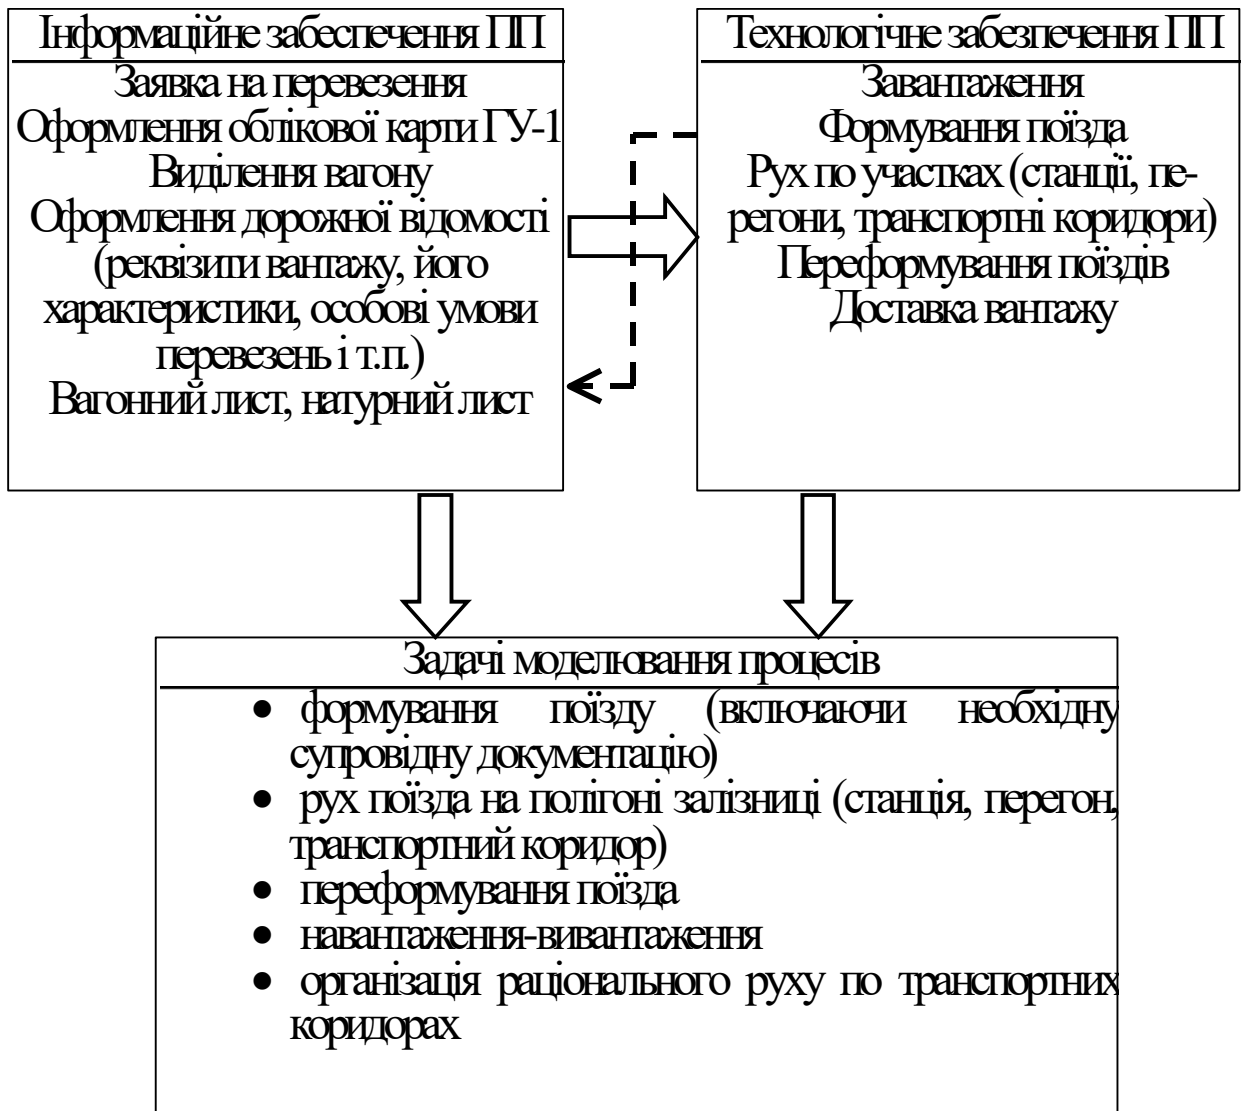 Інформаційне забеспечення ПП
Заявка на перевезення
Оформлення облікової карти ГУ-1
Виділення вагону
Оформлення дорожної відомості
(реквізити вантажу, його
характеристики, особові умови
перевезень і т.п.)
Вагонний лист, натурний лист
Технологічне забезпечення ПП
Завантаження
Формування поїзда
Рух по участках (станції, пе-
регони, транспортні коридори)
Переформування поїздів
Доставка вантажу
Задачі моделювання процесів
• формування поїзду (включаючи необхідну
супровідну документацію)
• рух поїзда на полігоні залізниці (станція, перегон,
транспортний коридор)
• переформування поїзда
• навантаження-вивантаження
• організація раціонального руху по транспортних
коридорах